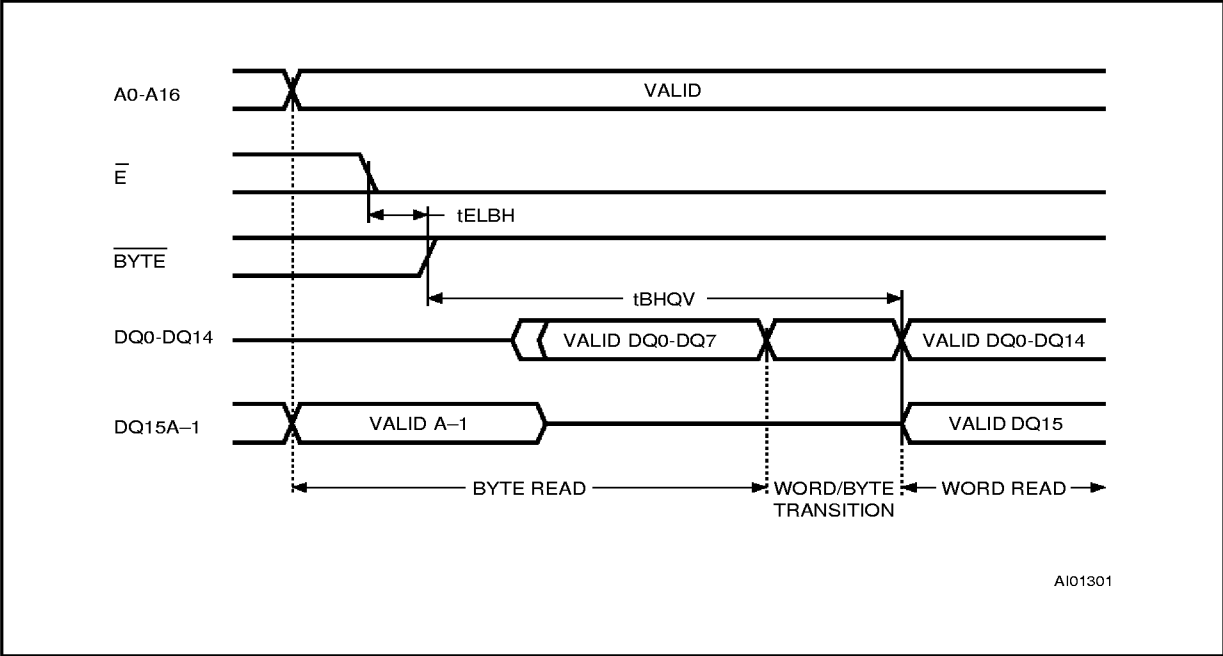 A0-A16
VALID
E
tELBH
BYTE
tBHQV
DQ0-DQ14
VALID DQ0-DQ7
VALID DQ0-DQ14
DQ15A–1
VALID A–1
VALID DQ15
BYTE READ
WORD/BYTE
TRANSITION
WORD READ
AI01301